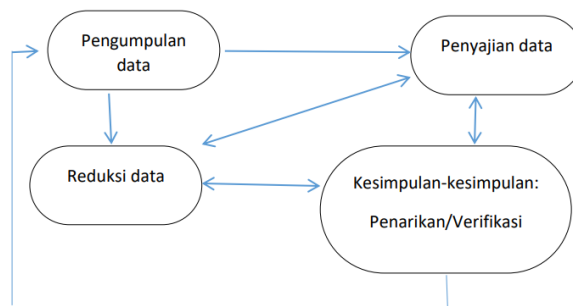 Pengumpulan
data
Penyajian data
Reduksi data
Kesimpulan-kesimpulan:
Penarikan/Verifikasi